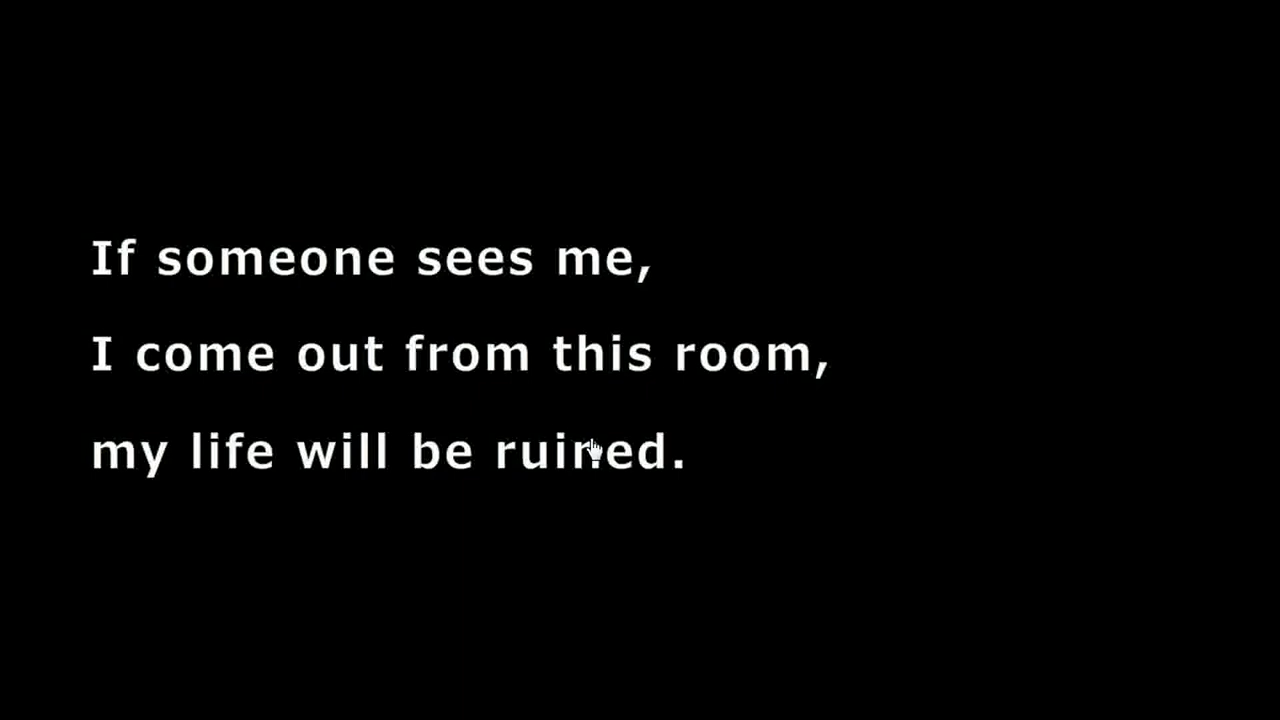 If someone sees me,
I come out from this room,
my life will be ruined.